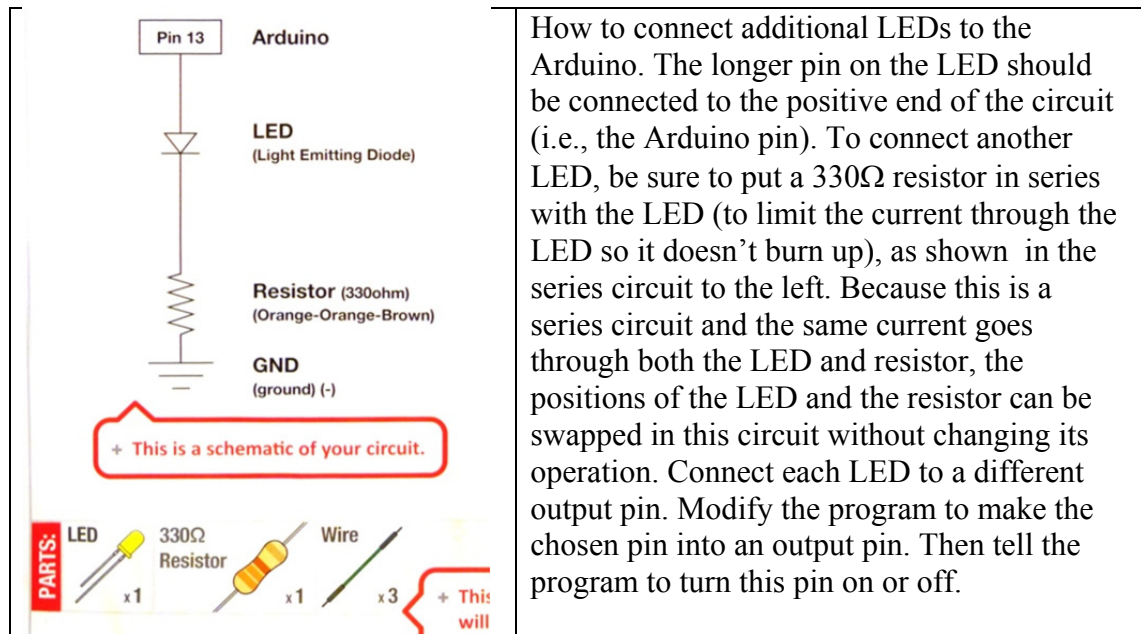 Pin 13
Arduino
LED
(Light Emitting Diode)
Resistor (330ohm)
(Orange-Orange-Brown)
GND
(ground) (-)
+ This is a schematic of your circuit.
PARTS:
LED
x1
330Ω
Resistor
x1
Wire
x3
+ This
will
How to connect additional LEDs to the
Arduino. The longer pin on the LED should
be connected to the positive end of the circuit
(i.e., the Arduino pin). To connect another
LED, be sure to put a 330Ω resistor in series
with the LED (to limit the current through the
LED so it doesn’t burn up), as shown  in the
series circuit to the left. Because this is a
series circuit and the same current goes
through both the LED and resistor, the
positions of the LED and the resistor can be
swapped in this circuit without changing its
operation. Connect each LED to a different
output pin. Modify the program to make the
chosen pin into an output pin. Then tell the
program to turn this pin on or off.